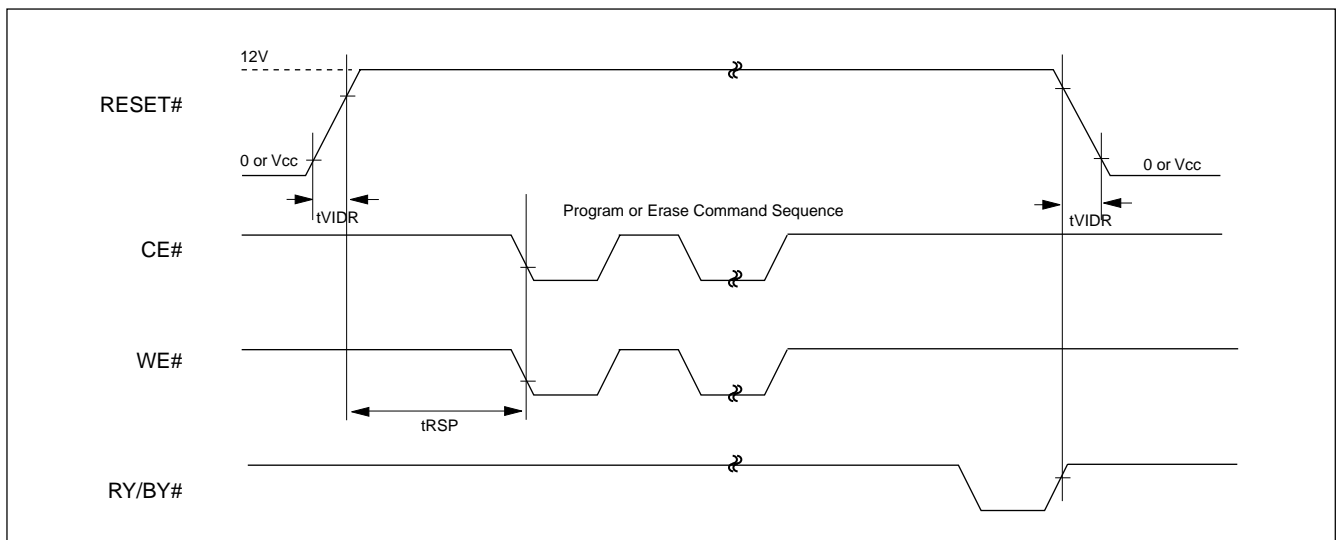 12V
RESET#
0 or Vcc
0 or Vcc
tVIDR
Program or Erase Command Sequence
tVIDR
CE#
WE#
tRSP
RY/BY#